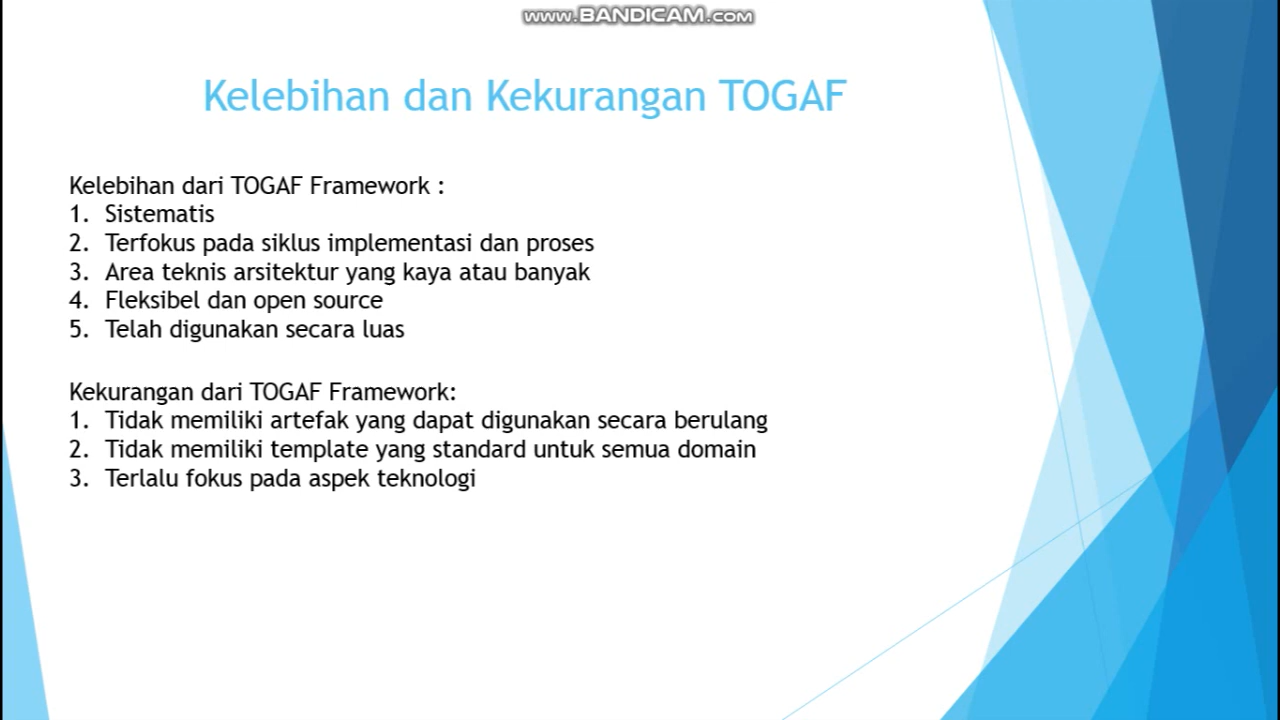 www.BANDICAM.com
Kelebihan dan Kekurangan TOGAF
Kelebihan dari TOGAF Framework :
1. Sistematis
2. Terfokus pada siklus implementasi dan proses
3. Area teknis arsitektur yang kaya atau banyak
4. Fleksibel dan open source
5. Telah digunakan secara luas
Kekurangan dari TOGAF Framework:
1. Tidak memiliki artefak yang dapat digunakan secara berulang
2. Tidak memiliki template yang standard untuk semua domain
3. Terlalu fokus pada aspek teknologi